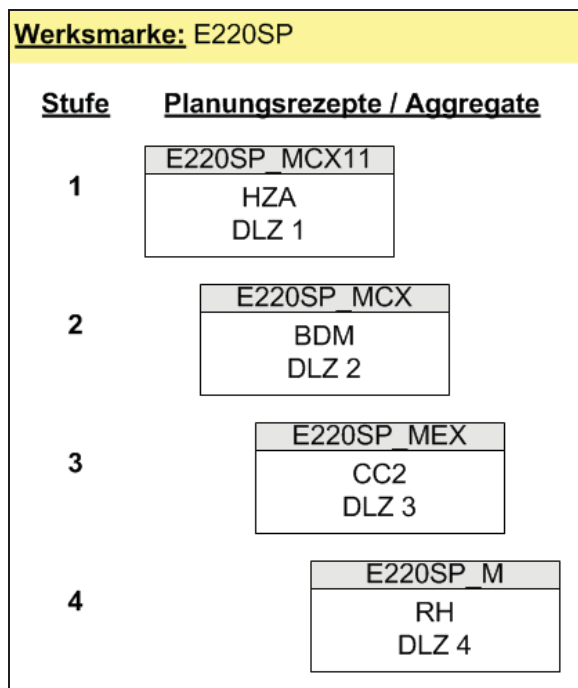 Werksmarke: E220SP
Stufe Planungsrezepte / Aggregate
E220SP_MCX11
1
HZA
DLZ 1
E220SP_MCX
2
BDM
DLZ 2
E220SP_MEX
3
CC2
DLZ 3
E220SP_M
4
RH
DLZ 4